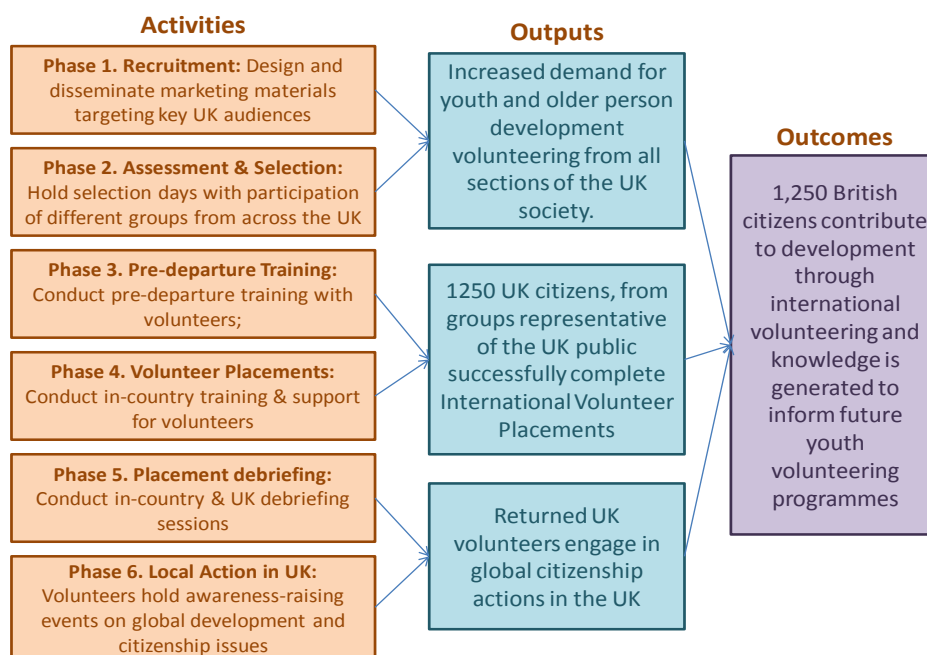 Activities
Phase 1. Recruitment: Design and
disseminate marketing materials
targeting key UK audiences
Phase 2. Assessment & Selection:
Hold selection days with participation
of different groups from across the UK
Phase 3. Pre-departure Training:
Conduct pre-departure training with
volunteers;
Phase 4. Volunteer Placements:
Conduct in-country training & support
for volunteers
Phase 5. Placement debriefing:
Conduct in-country & UK debriefing
sessions
Phase 6. Local Action in UK:
Volunteers hold awareness-raising
events on global development and
citizenship issues
Outputs
Increased demand for
youth and older person
development
volunteering from all
sections of the UK
society.
1250 UK citizens, from
groups representative
of the UK public
successfully complete
International Volunteer
Placements
Returned UK
volunteers engage in
global citizenship
actions in the UK
Outcomes
1,250 British
citizens contribute
to development
through
international
volunteering and
knowledge is
generated to
inform future
youth
volunteering
programmes